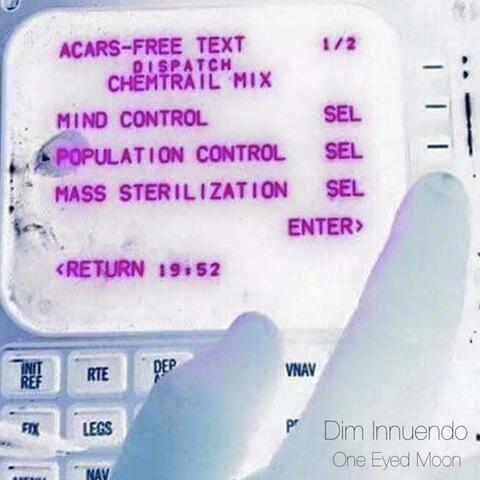 ACARS-FREE TEXT 1/2
DISPATCH
CHEMTRAIL MIX
MIND CONTROL SEL
POPULATION CONTROL SEL
MASS STERILIZATION SEL
ENTER>
<RETURN 19:52
INIT REF
RTE
DEP
VNAV
FIX
LEGS
Dim Innuendo
MENU
NAV
One Eyed Moon